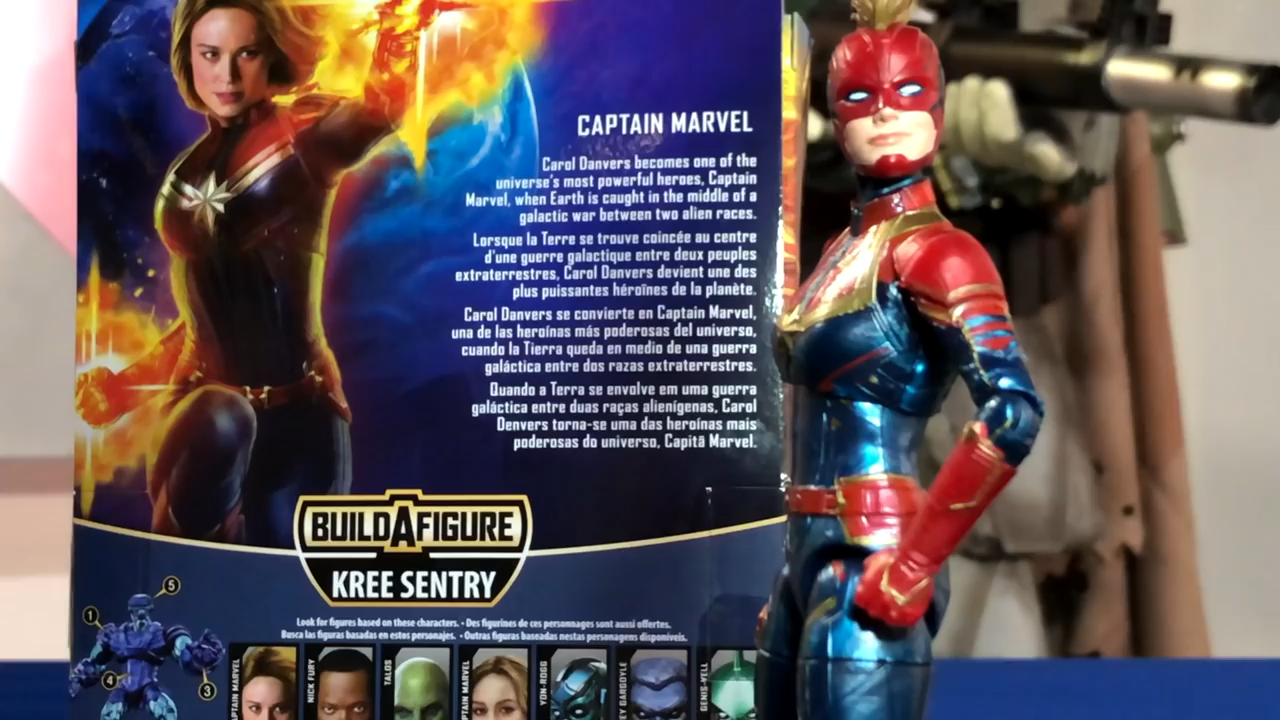 CAPTAIN MARVEL
Carol Danvers becomes one of the
universe's most powerful heroes, Captain
Marvel, when Earth is caught in the middle of a
galactic war between two alien races.
Lorsque la Terre se trouve coincée au centre
d'une guerre galactique entre deux peuples
extraterrestres, Carol Danvers devient une des
plus puissantes héroïnes de la planète.
Carol Danvers se convierte en Captain Marvel,
una de las heroínas más poderosas del universo,
cuando la Tierra queda en medio de una guerra
galáctica entre dos razas extraterrestres.
Quando a Terra se envolve em uma guerra
galáctica entre duas raças alienígenas, Carol
Denvers torna-se uma das heroínas mais
poderosas do universo, Capitã Marvel.
BUILD A FIGURE
KREE SENTRY
Look for figures based on these characters. • Des figurines de ces personnages sont aussi offertes.
Busca las figuras basadas en estos personajes. • Outras figuras baseadas nestas personagens disponíveis.
5
1
4
3
CAPTAIN MARVEL
NICK FURY
TALOS
CAPTAIN MARVEL
YON-ROGG
GARGOYLE
GENIS-VELL